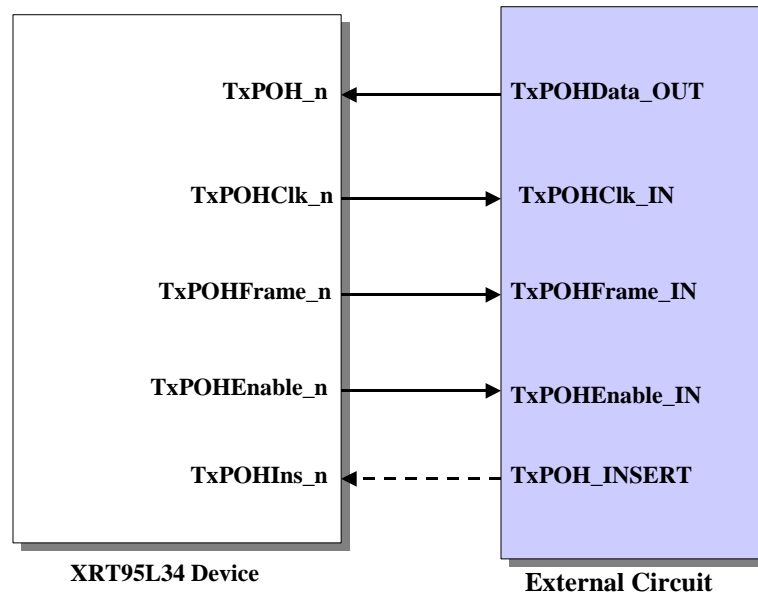 TxPOH_n TxPOHData_OUT
TxPOHClk_n TxPOHClk_IN
TxPOHFrame_n TxPOHFrame_IN
TxPOHEnable_n TxPOHEnable_IN
TxPOHIns_n TxPOH_INSERT
XRT95L34 Device External Circuit